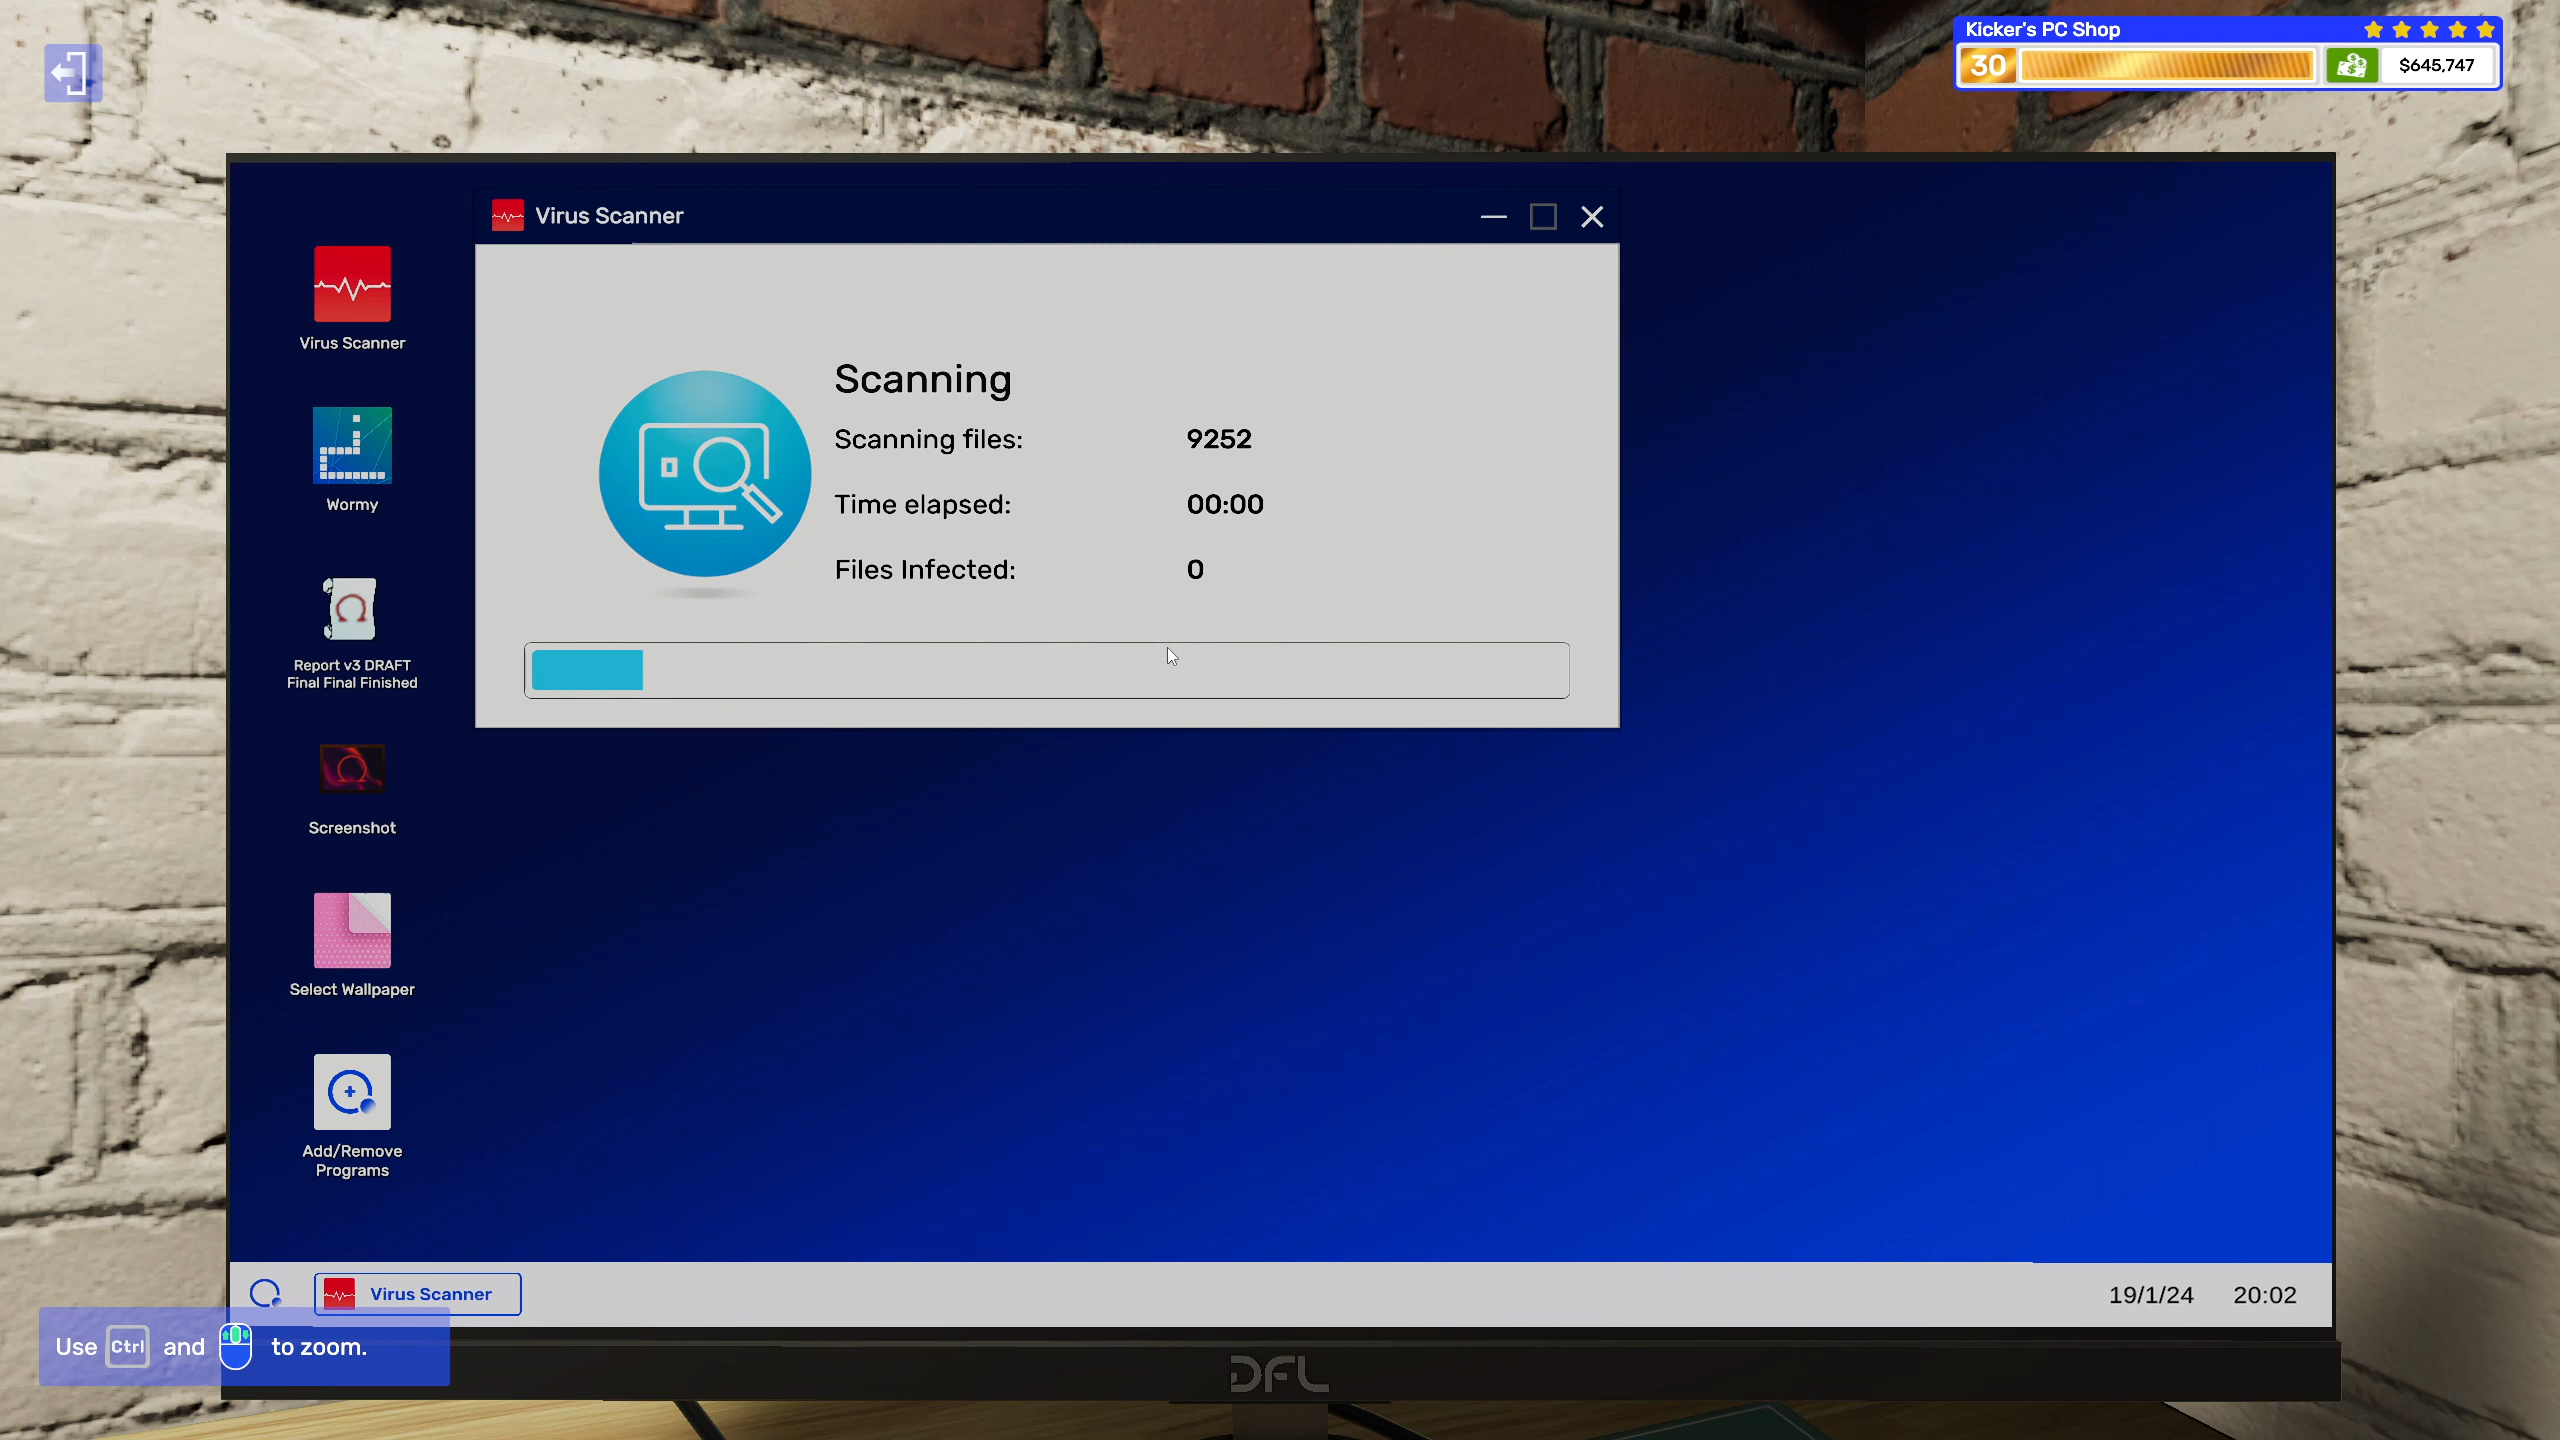 Kicker's PC Shop
30
$645,747
Virus Scanner
Virus Scanner
Scanning
Scanning files: 9252
Time elapsed: 00:00
Files Infected: 0
Wormy
Report v3 DRAFT
Final Final Finished
Screenshot
Select Wallpaper
Add/Remove
Programs
Virus Scanner
19/1/24 20:02
Use Ctrl and to zoom.
DFL